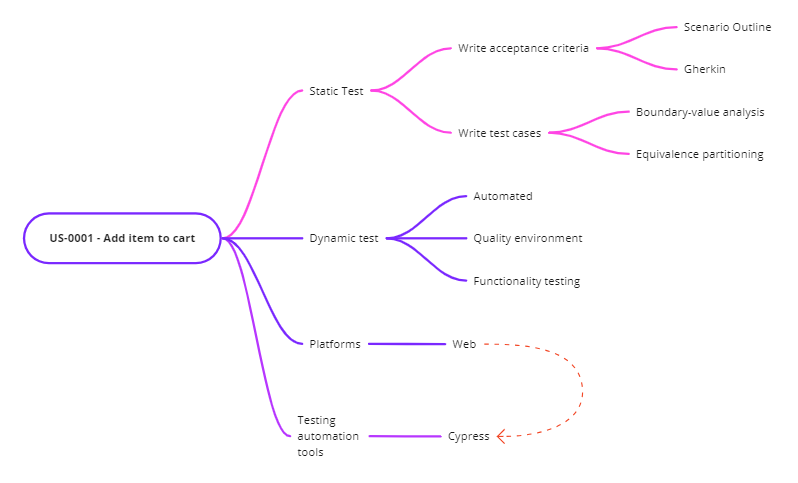 Scenario Outline
Write acceptance criteria
Gherkin
Static Test
Boundary-value analysis
Write test cases
Equivalence partitioning
Automated
US-0001 - Add item to cart
Dynamic test
Quality environment
Functionality testing
Platforms
Web
Testing
automation
tools
Cypress